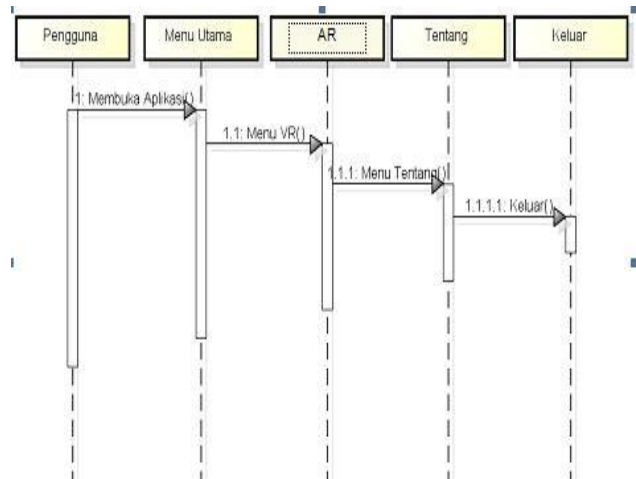 Pengguna
Menu Utama
AR
Tentang
Keluar
1: Membuka Aplikasi()
1.1: Menu VR()
1.1.1: Menu Tentang()
1.1.1.1: Keluar()